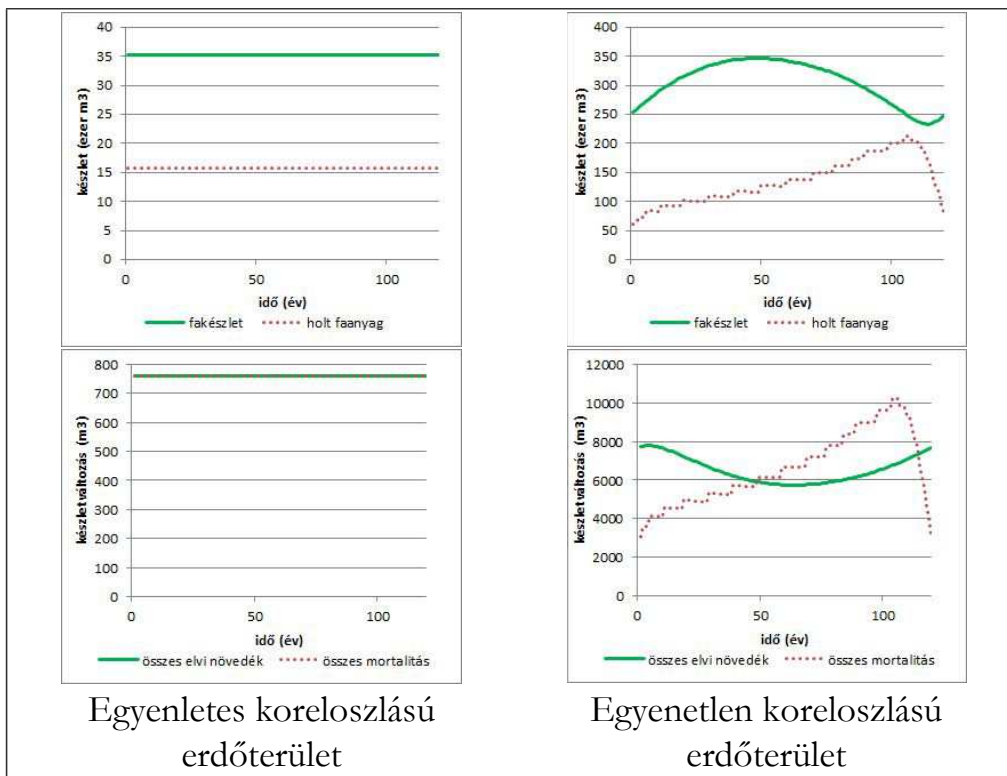 40
35
30
25
20
15
10
5
0
készlet (ezer m3)
0 50 100
idő (év)
fakészlet holt faanyag
400
350
300
250
200
150
100
50
0
készlet (ezer m3)
0 50 100
idő (év)
fakészlet holt faanyag
800
700
600
500
400
300
200
100
0
készletváltozás (m3)
0 50 100
idő (év)
összes elvi növedék összes mortalitás
12000
10000
8000
6000
4000
2000
0
készletváltozás (m3)
0 50 100
idő (év)
összes elvi növedék összes mortalitás
Egyenletes koreloszlású
erdőterület
Egyenetlen koreloszlású
erdőterület